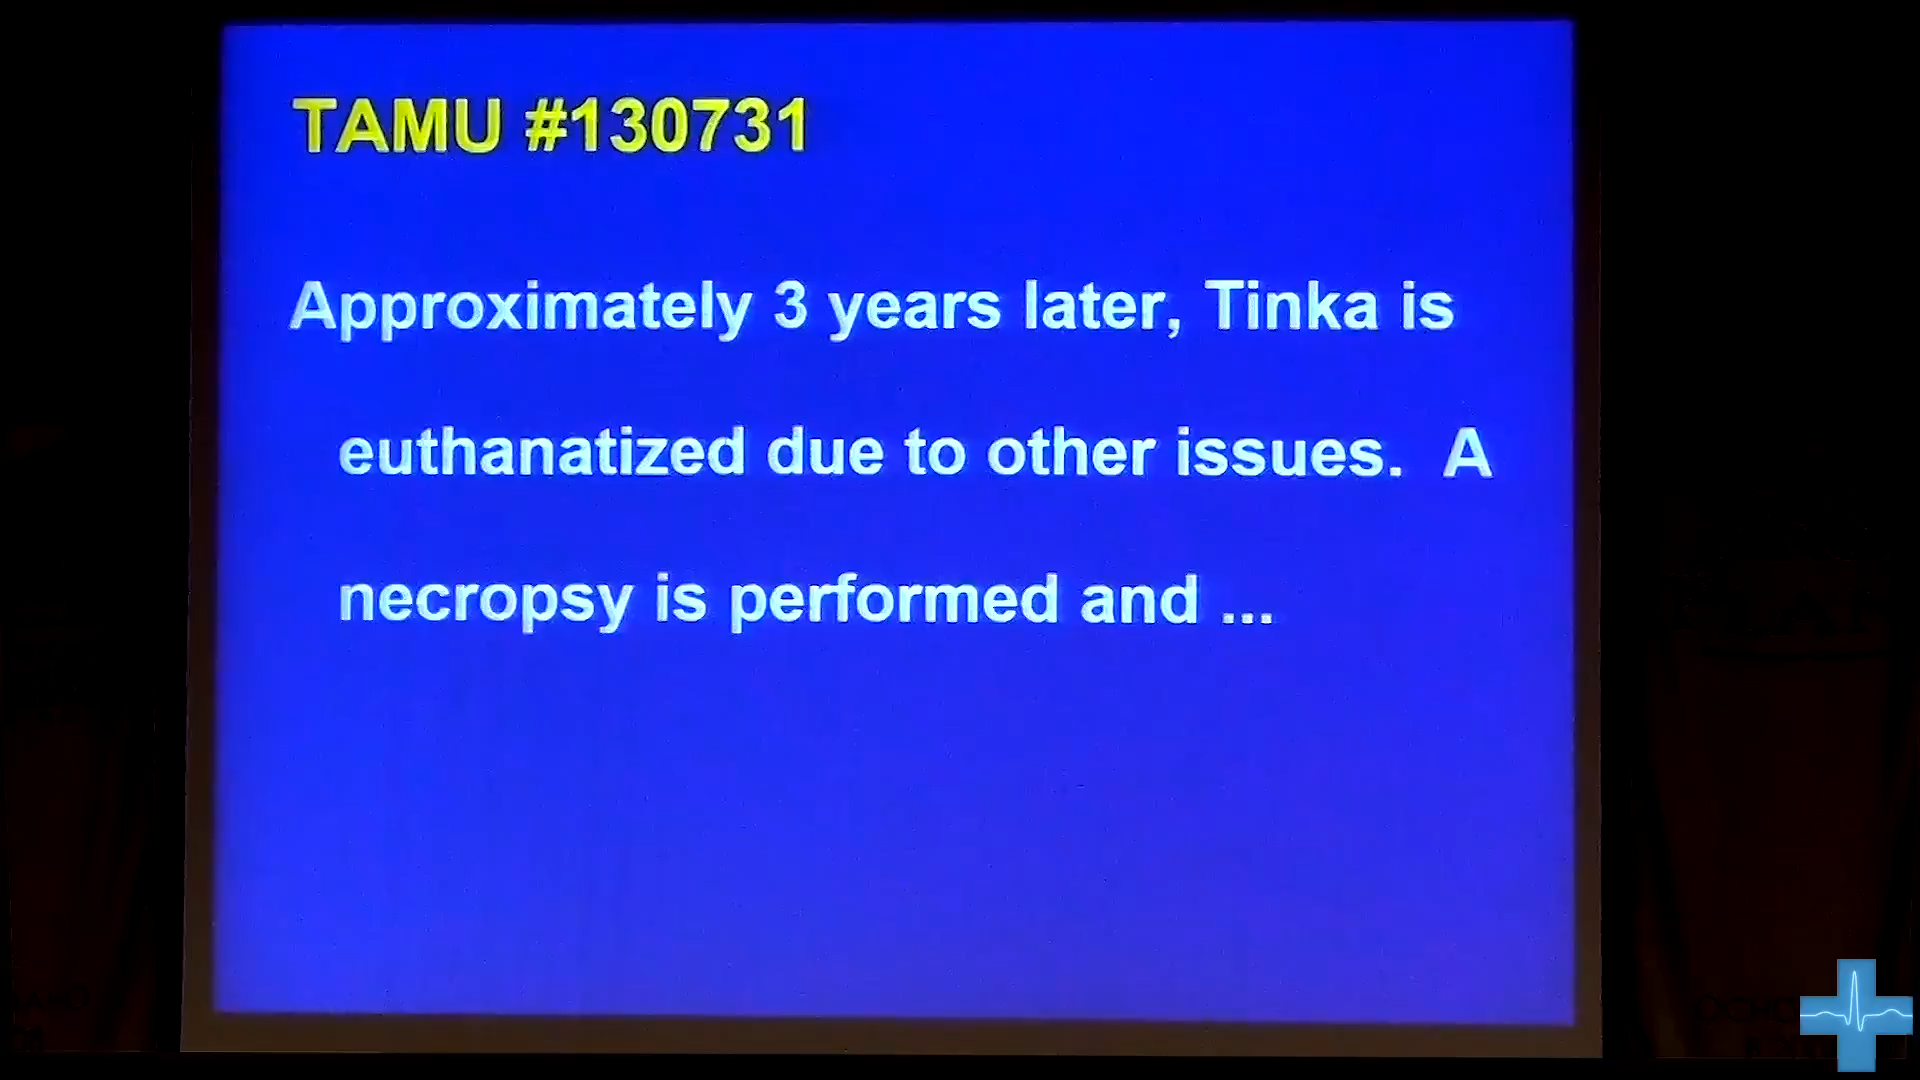 TAMU #130731
Approximately 3 years later, Tinka is
euthanatized due to other issues.  A
necropsy is performed and ...